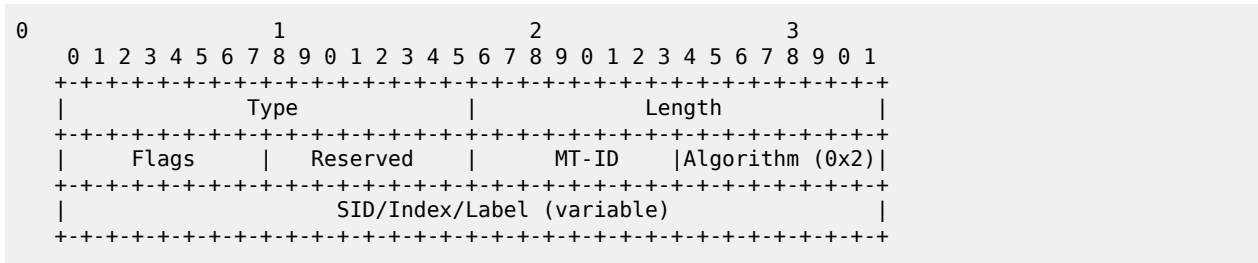 0                   1                   2                   3
    0 1 2 3 4 5 6 7 8 9 0 1 2 3 4 5 6 7 8 9 0 1 2 3 4 5 6 7 8 9 0 1
   +-+-+-+-+-+-+-+-+-+-+-+-+-+-+-+-+-+-+-+-+-+-+-+-+-+-+-+-+-+-+-+-+
   |              Type             |             Length            |
   +-+-+-+-+-+-+-+-+-+-+-+-+-+-+-+-+-+-+-+-+-+-+-+-+-+-+-+-+-+-+-+-+
   |     Flags     |   Reserved    |      MT-ID    |Algorithm (0x2)|
   +-+-+-+-+-+-+-+-+-+-+-+-+-+-+-+-+-+-+-+-+-+-+-+-+-+-+-+-+-+-+-+-+
   |                     SID/Index/Label (variable)                |
   +-+-+-+-+-+-+-+-+-+-+-+-+-+-+-+-+-+-+-+-+-+-+-+-+-+-+-+-+-+-+-+-+